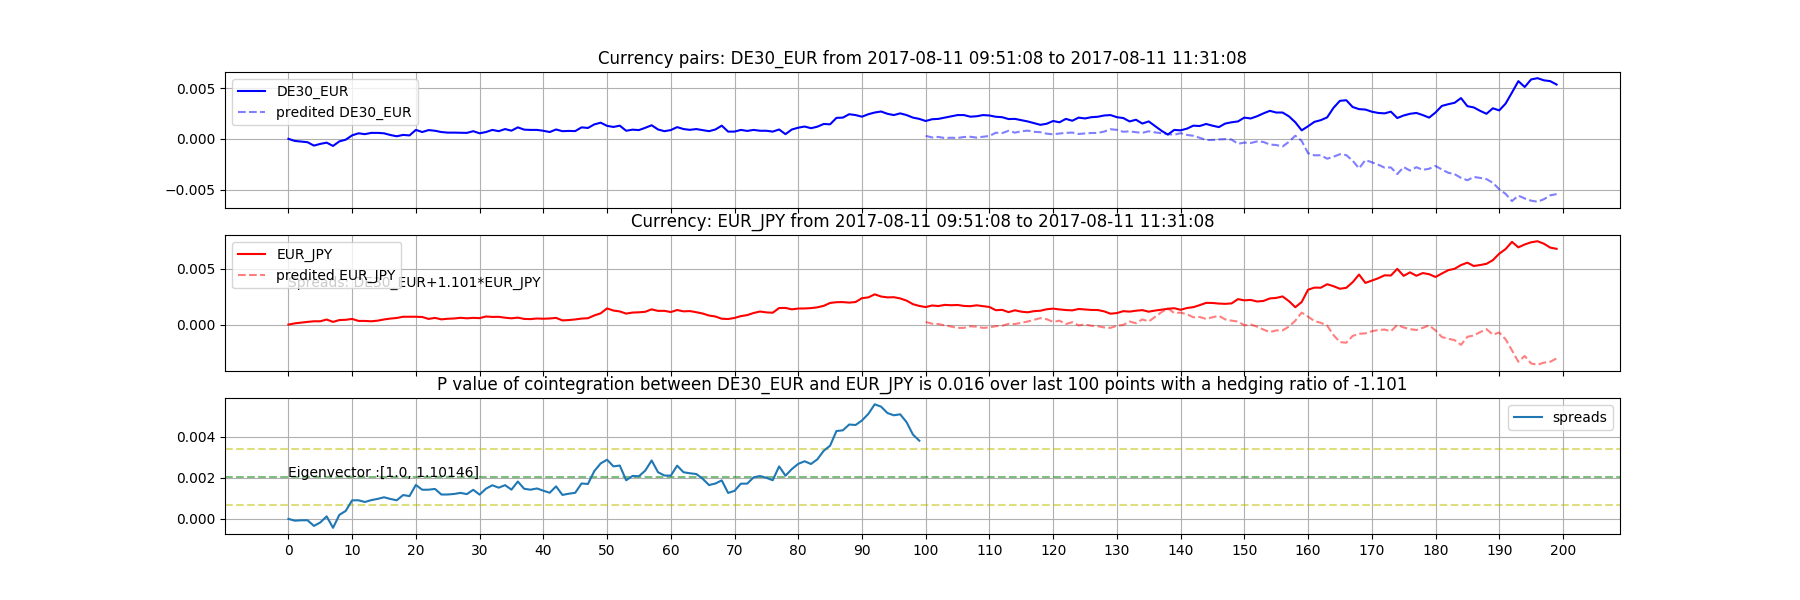 Currency pairs: DE30_EUR from 2017-08-11 09:51:08 to 2017-08-11 11:31:08
0.005
0.000
−0.005
DE30_EUR
predited DE30_EUR
Currency: EUR_JPY from 2017-08-11 09:51:08 to 2017-08-11 11:31:08
0.005
0.000
EUR_JPY
predited EUR_JPY
Spreads: DE30_EUR+1.101*EUR_JPY
P value of cointegration between DE30_EUR and EUR_JPY is 0.016 over last 100 points with a hedging ratio of -1.101
0.004
0.002
0.000
spreads
Eigenvector :[1.0, 1.10146]
0 10 20 30 40 50 60 70 80 90 100 110 120 130 140 150 160 170 180 190 200